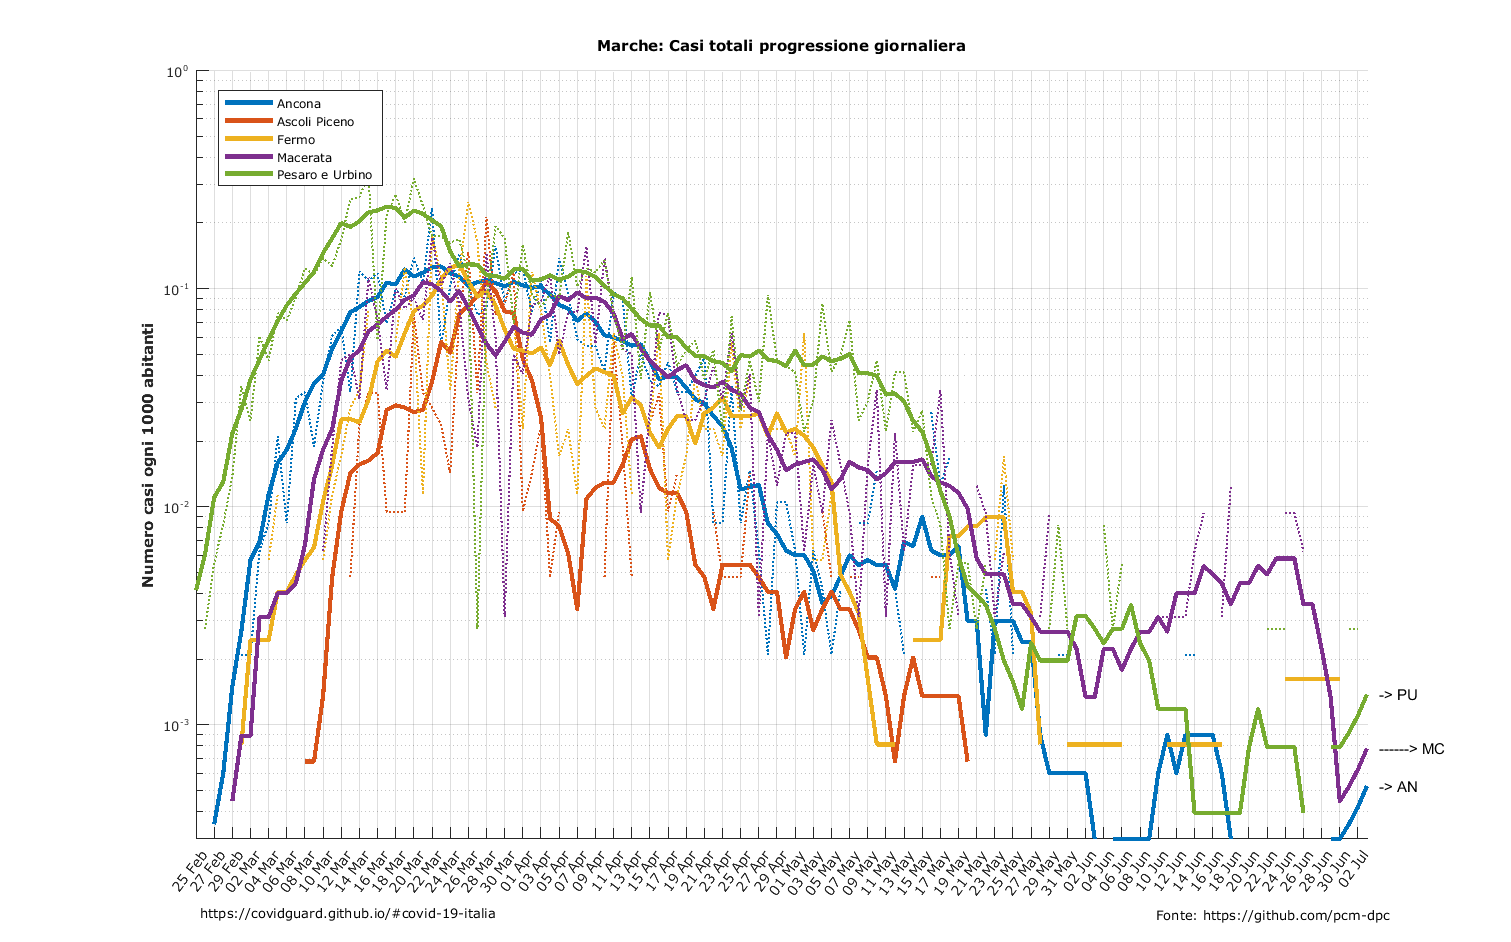 Marche: Casi totali progressione giornaliera
10⁰
10⁻¹
10⁻²
10⁻³
Numero casi ogni 1000 abitanti
Ancona
Ascoli Piceno
Fermo
Macerata
Pesaro e Urbino
-> PU
------> MC
-> AN
25 Feb
27 Feb
29 Feb
02 Mar
04 Mar
06 Mar
08 Mar
10 Mar
12 Mar
14 Mar
16 Mar
18 Mar
20 Mar
22 Mar
24 Mar
26 Mar
28 Mar
30 Mar
01 Apr
03 Apr
05 Apr
07 Apr
09 Apr
11 Apr
13 Apr
15 Apr
17 Apr
19 Apr
21 Apr
23 Apr
25 Apr
27 Apr
29 Apr
01 May
03 May
05 May
07 May
09 May
11 May
13 May
15 May
17 May
19 May
21 May
23 May
25 May
27 May
29 May
31 May
02 Jun
04 Jun
06 Jun
08 Jun
10 Jun
12 Jun
14 Jun
16 Jun
18 Jun
20 Jun
22 Jun
24 Jun
26 Jun
28 Jun
30 Jun
02 Jul
https://covidguard.github.io/#covid-19-italia
Fonte: https://github.com/pcm-dpc